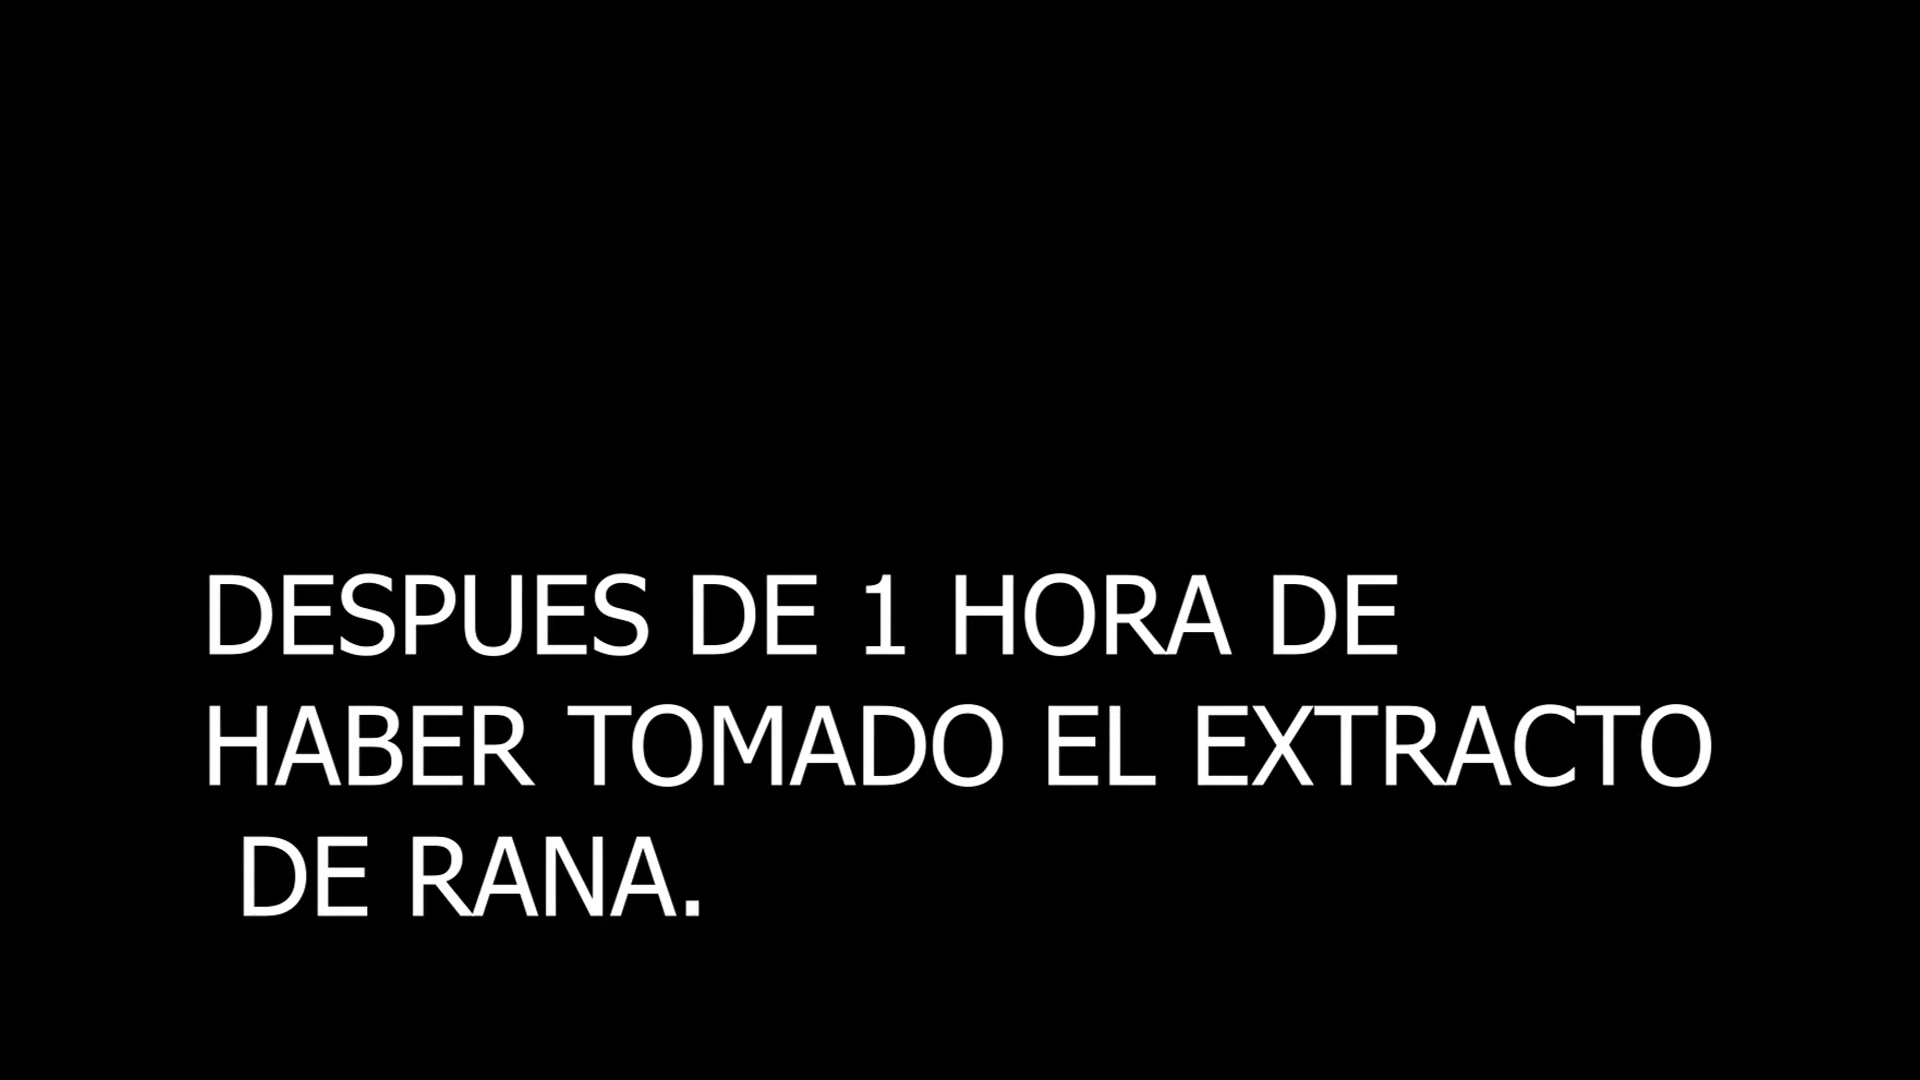 DESPUES DE 1 HORA DE
HABER TOMADO EL EXTRACTO
DE RANA.